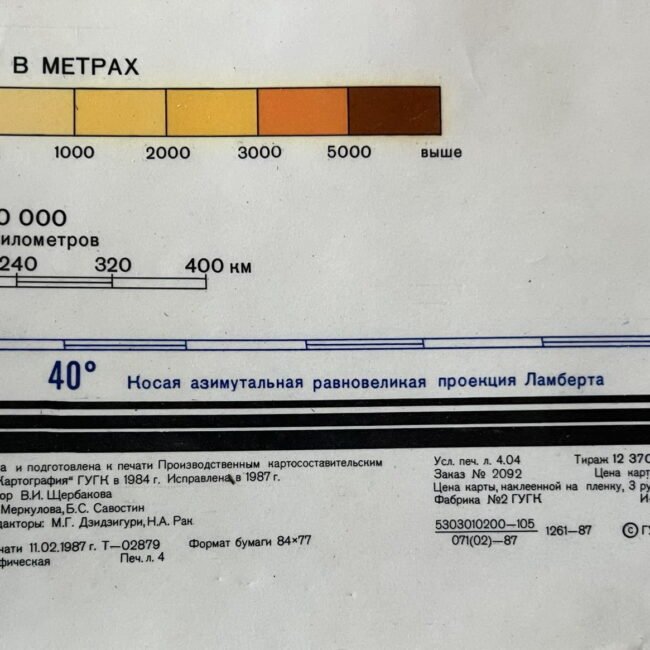 В МЕТРАХ
1000 2000 3000 5000 выше
0 000
илометров
240 320 400 км
40° Косая азимутальная равновеликая проекция Ламберта
а и подготовлена к печати Производственным картосоставительским
Картография" ГУГК в 1984 г. Исправлена в 1987 г.
ор В.И. Щербакова
Меркулова, Б.С. Савостин
дакторы: М.Г. Дзидзигури, Н.А. Рак
чати 11.02.1987 г. Т—02879 Формат бумаги 84×77
фическая Печ. л. 4
Усл. печ. л. 4.04 Тираж 12 370
Заказ № 2092 Цена карт
Цена карты, наклеенной на пленку, 3 ру
Фабрика №2 ГУГК И
5303010200—105
071(02)—87
1261—87 © Г